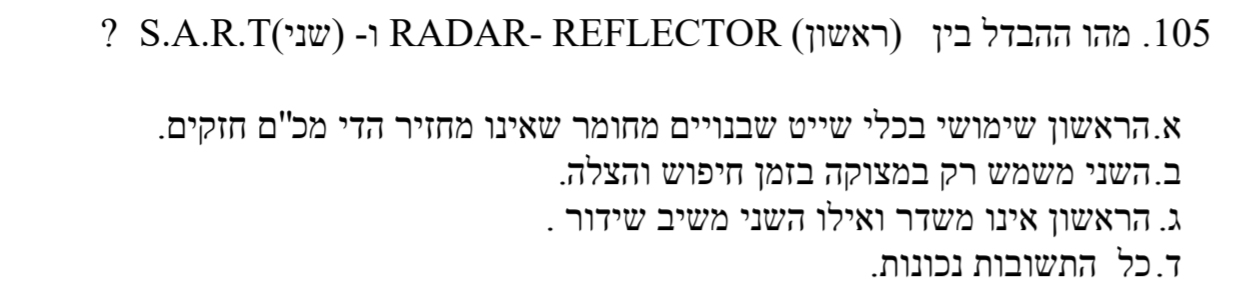 105. מהו ההבדל בין (ראשון) RADAR- REFLECTOR ו- (שני)S.A.R.T ?
א.הראשון שימושי בכלי שייט שבנויים מחומר שאינו מחזיר הדי מכ"ם חזקים.
ב.השני משמש רק במצוקה בזמן חיפוש והצלה.
ג. הראשון אינו משדר ואילו השני משיב שידור .
ד.כל התשובות נכונות.